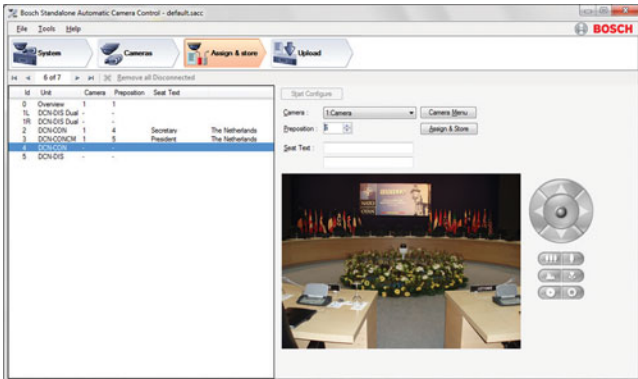 Bosch Standalone Automatic Camera Control - default.sacc
File Tools Help
BOSCH
System
Cameras
Assign & store
Upload
6 of 7
Remove all Disconnected
Id Unit Camera Preposition Seat Text
0 Overview 1 1
1L DCN-DIS Dual - -
1R DCN-DIS Dual - -
2 DCN-CON 1 4 Secretary The Netherlands
3 DCN-CONCM 1 5 President The Netherlands
4 DCN-CON - -
5 DCN-DIS - -
Start Configure
Camera : 1:Camera Camera Menu
Preposition : 6 Assign & Store
Seat Text :